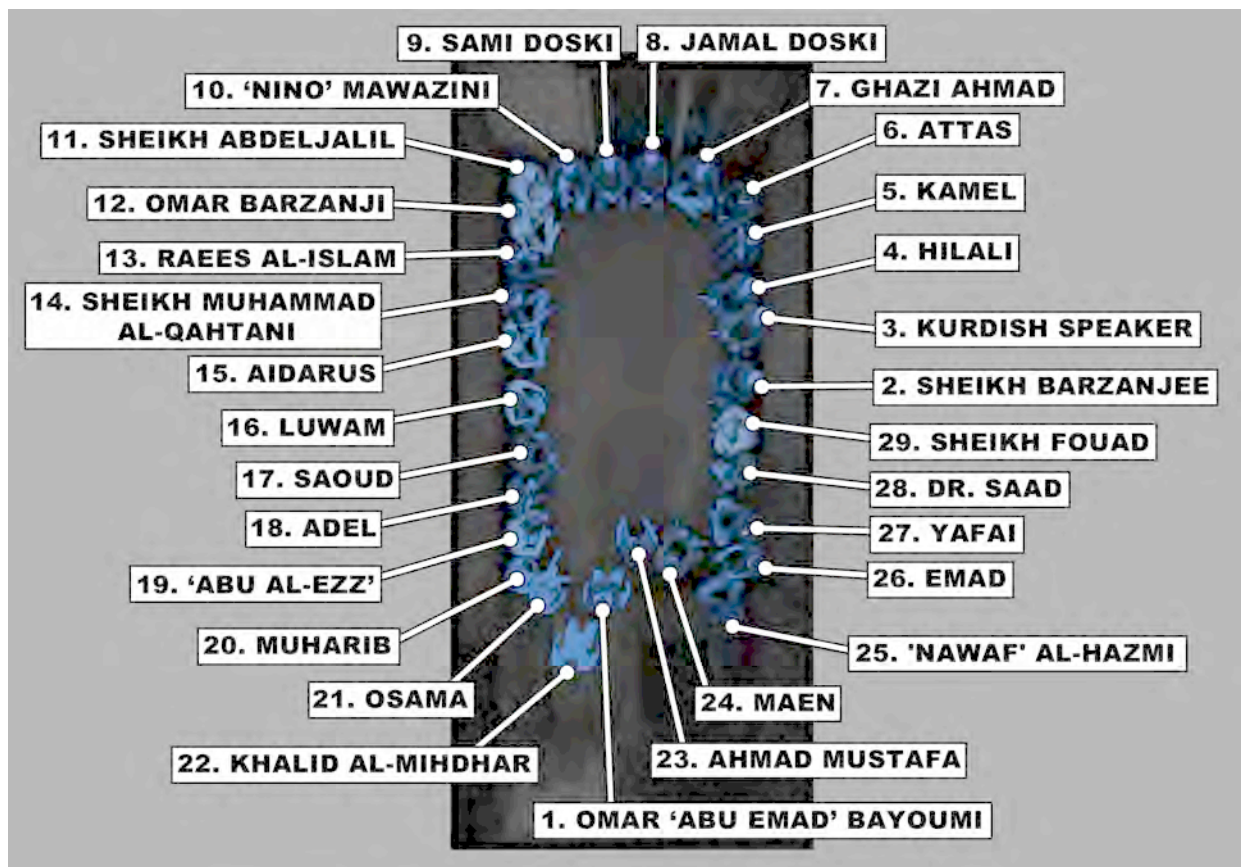 9. SAMI DOSKI
8. JAMAL DOSKI
10. ‘NINO’ MAWAZINI
7. GHAZI AHMAD
11. SHEIKH ABDELJALIL
6. ATTAS
12. OMAR BARZANJI
5. KAMEL
13. RAEES AL-ISLAM
4. HILALI
14. SHEIKH MUHAMMAD
AL-QAHTANI
3. KURDISH SPEAKER
15. AIDARUS
2. SHEIKH BARZANJEE
16. LUWAM
29. SHEIKH FOUAD
17. SAOUD
28. DR. SAAD
18. ADEL
27. YAFAI
19. ‘ABU AL-EZZ’
26. EMAD
20. MUHARIB
25. 'NAWAF' AL-HAZMI
21. OSAMA
24. MAEN
22. KHALID AL-MIHDHAR
23. AHMAD MUSTAFA
1. OMAR ‘ABU EMAD’ BAYOUMI